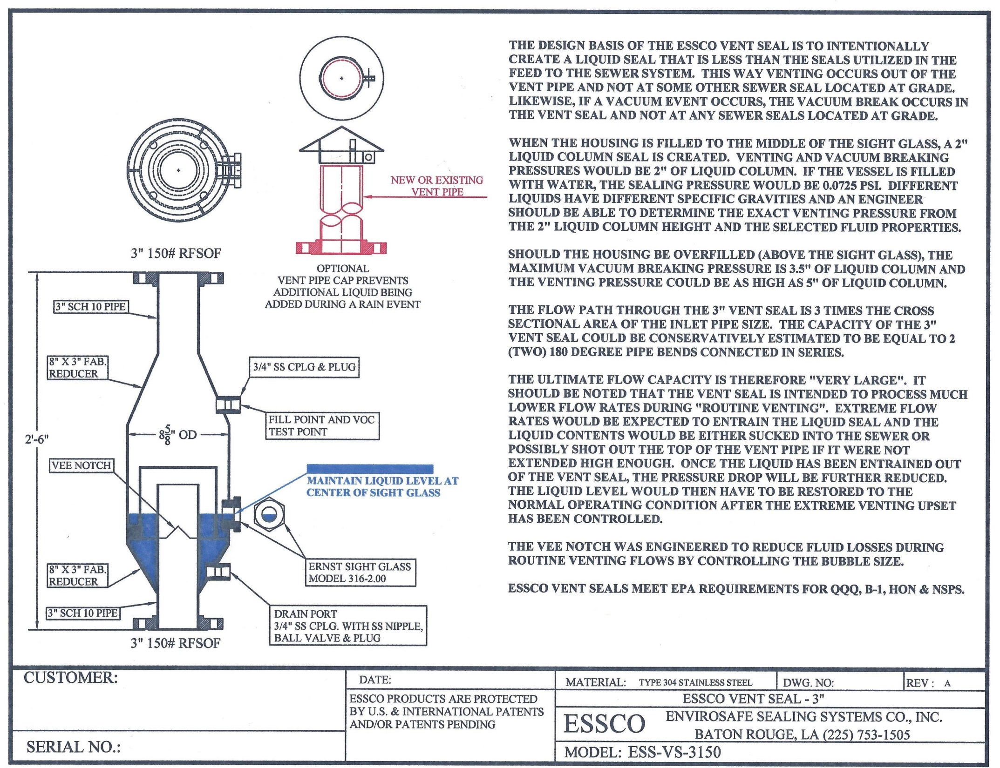 THE DESIGN BASIS OF THE ESSCO VENT SEAL IS TO INTENTIONALLY
CREATE A LIQUID SEAL THAT IS LESS THAN THE SEALS UTILIZED IN THE
FEED TO THE SEWER SYSTEM. THIS WAY VENTING OCCURS OUT OF THE
VENT PIPE AND NOT AT SOME OTHER SEWER SEAL LOCATED AT GRADE.
LIKEWISE, IF A VACUUM EVENT OCCURS, THE VACUUM BREAK OCCURS IN
THE VENT SEAL AND NOT AT ANY SEWER SEALS LOCATED AT GRADE.
WHEN THE HOUSING IS FILLED TO THE MIDDLE OF THE SIGHT GLASS, A 2"
LIQUID COLUMN SEAL IS CREATED. VENTING AND VACUUM BREAKING
PRESSURES WOULD BE 2" OF LIQUID COLUMN. IF THE VESSEL IS FILLED
WITH WATER, THE SEALING PRESSURE WOULD BE 0.0725 PSI. DIFFERENT
LIQUIDS HAVE DIFFERENT SPECIFIC GRAVITIES AND AN ENGINEER
SHOULD BE ABLE TO DETERMINE THE EXACT VENTING PRESSURE FROM
THE 2" LIQUID COLUMN HEIGHT AND THE SELECTED FLUID PROPERTIES.
SHOULD THE HOUSING BE OVERFILLED (ABOVE THE SIGHT GLASS), THE
MAXIMUM VACUUM BREAKING PRESSURE IS 3.5" OF LIQUID COLUMN AND
THE VENTING PRESSURE COULD BE AS HIGH AS 5" OF LIQUID COLUMN.
THE FLOW PATH THROUGH THE 3" VENT SEAL IS 3 TIMES THE CROSS
SECTIONAL AREA OF THE INLET PIPE SIZE. THE CAPACITY OF THE 3"
VENT SEAL COULD BE CONSERVATIVELY ESTIMATED TO BE EQUAL TO 2
(TWO) 180 DEGREE PIPE BENDS CONNECTED IN SERIES.
THE ULTIMATE FLOW CAPACITY IS THEREFORE "VERY LARGE". IT
SHOULD BE NOTED THAT THE VENT SEAL IS INTENDED TO PROCESS MUCH
LOWER FLOW RATES DURING "ROUTINE VENTING". EXTREME FLOW
RATES WOULD BE EXPECTED TO ENTRAIN THE LIQUID SEAL AND THE
LIQUID CONTENTS WOULD BE EITHER SUCKED INTO THE SEWER OR
POSSIBLY SHOT OUT THE TOP OF THE VENT PIPE IF IT WERE NOT
EXTENDED HIGH ENOUGH. ONCE THE LIQUID HAS BEEN ENTRAINED OUT
OF THE VENT SEAL, THE PRESSURE DROP WILL BE FURTHER REDUCED.
THE LIQUID LEVEL WOULD THEN HAVE TO BE RESTORED TO THE
NORMAL OPERATING CONDITION AFTER THE EXTREME VENTING UPSET
HAS BEEN CONTROLLED.
THE VEE NOTCH WAS ENGINEERED TO REDUCE FLUID LOSSES DURING
ROUTINE VENTING FLOWS BY CONTROLLING THE BUBBLE SIZE.
ESSCO VENT SEALS MEET EPA REQUIREMENTS FOR QQQ, B-1, HON & NSPS.
NEW OR EXISTING
VENT PIPE
3" 150# RFSOF
OPTIONAL
VENT PIPE CAP PREVENTS
ADDITIONAL LIQUID BEING
ADDED DURING A RAIN EVENT
3" SCH 10 PIPE
8" X 3" FAB.
REDUCER
3/4" SS CPLG & PLUG
FILL POINT AND VOC
TEST POINT
8 5/8" OD
2'-6"
VEE NOTCH
MAINTAIN LIQUID LEVEL AT
CENTER OF SIGHT GLASS
ERNST SIGHT GLASS
MODEL 316-2.00
8" X 3" FAB.
REDUCER
3" SCH 10 PIPE
DRAIN PORT
3/4" SS CPLG. WITH SS NIPPLE,
BALL VALVE & PLUG
3" 150# RFSOF
CUSTOMER:
SERIAL NO.:
DATE:
ESSCO PRODUCTS ARE PROTECTED
BY U.S. & INTERNATIONAL PATENTS
AND/OR PATENTS PENDING
MATERIAL: TYPE 304 STAINLESS STEEL
DWG. NO:
REV : A
ESSCO VENT SEAL - 3"
ESSCO
ENVIROSAFE SEALING SYSTEMS CO., INC.
BATON ROUGE, LA (225) 753-1505
MODEL: ESS-VS-3150